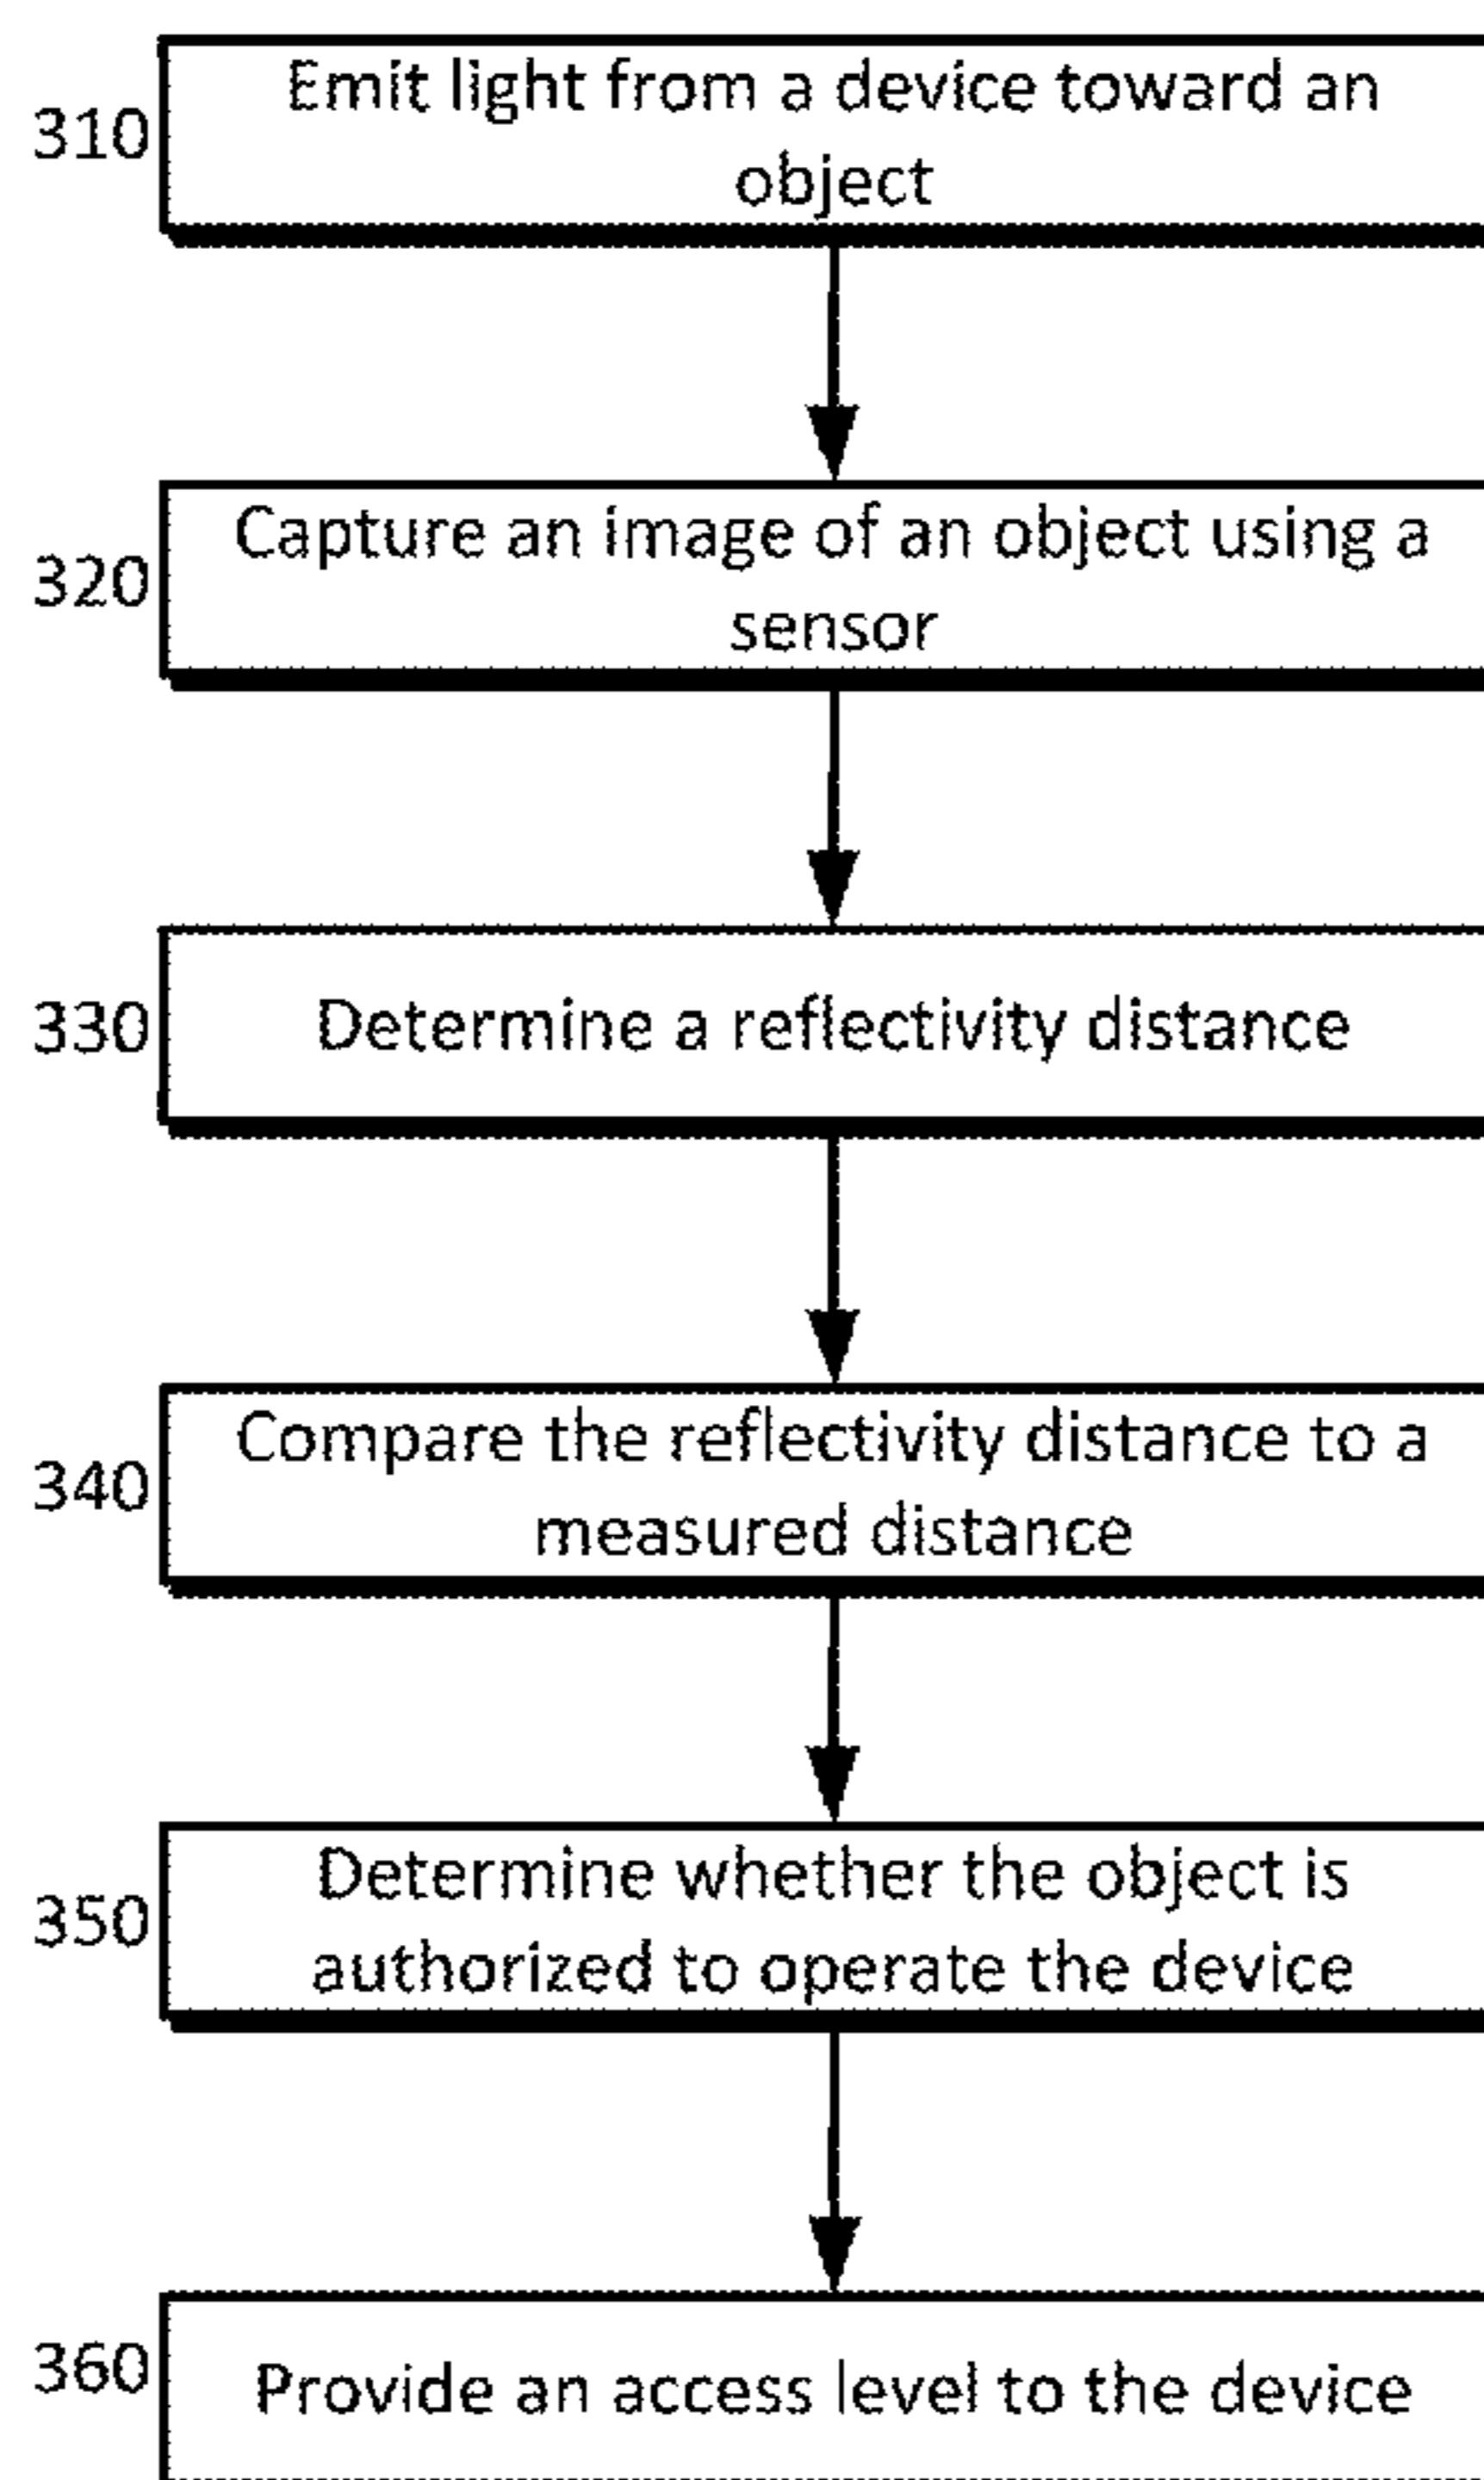 310
Emit light from a device toward an
object
320
Capture an image of an object using a
sensor
330
Determine a reflectivity distance
340
Compare the reflectivity distance to a
measured distance
350
Determine whether the object is
authorized to operate the device
360
Provide an access level to the device